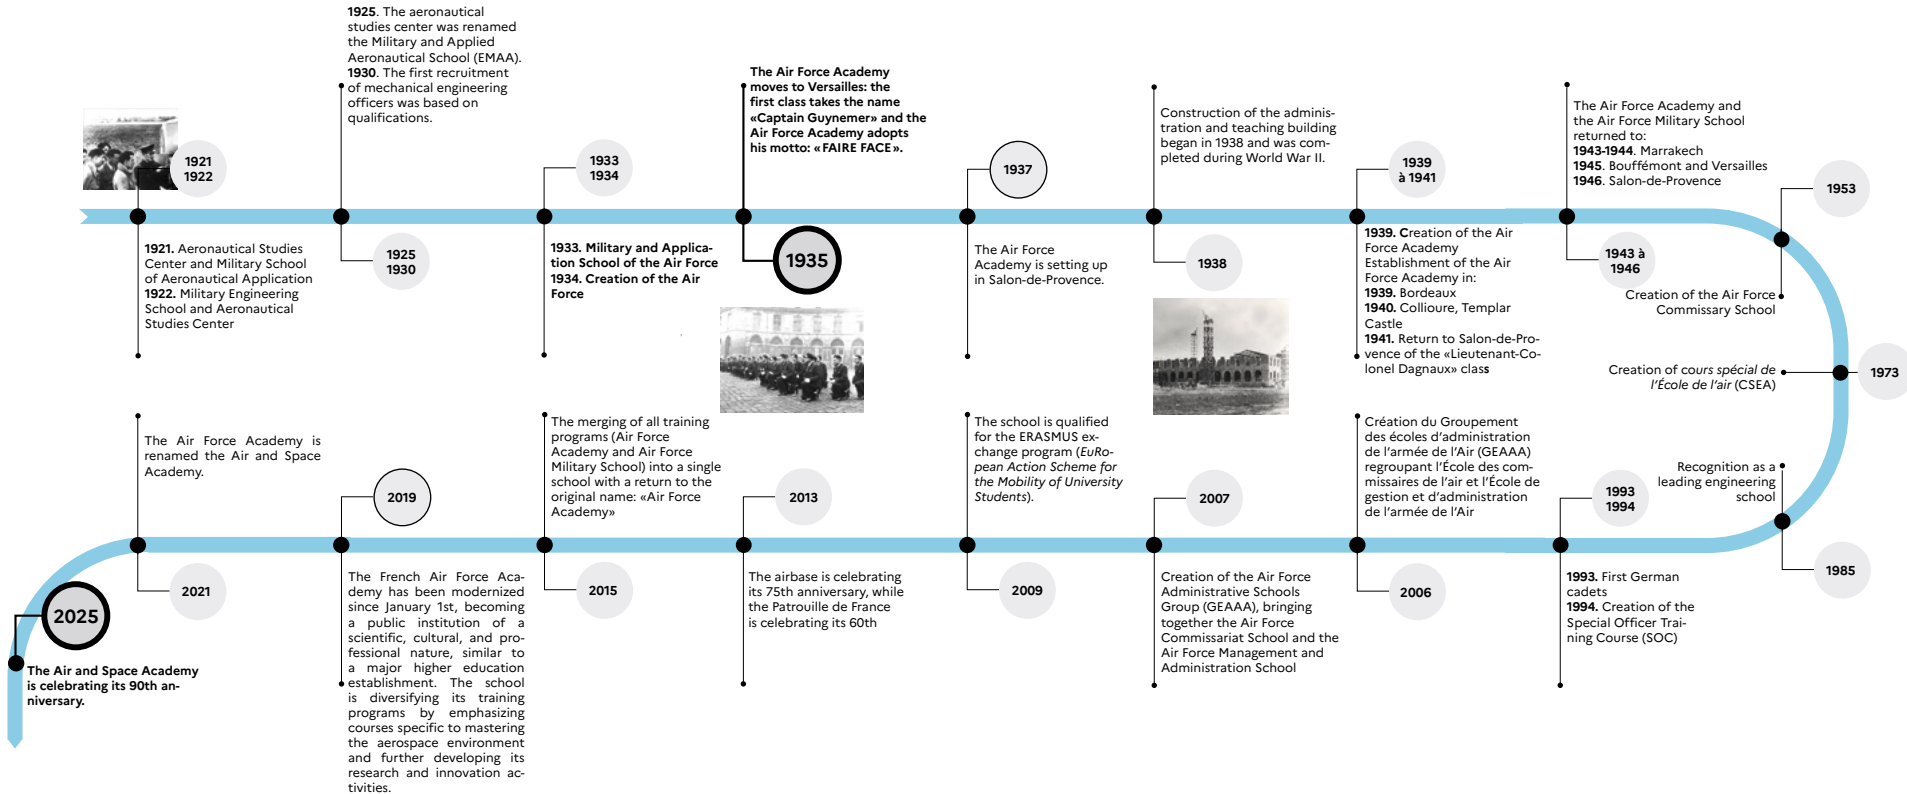 1921
1922
1921. Aeronautical Studies
Center and Military School
of Aeronautical Application
1922. Military Engineering
School and Aeronautical
Studies Center
1925. The aeronautical
studies center was renamed
the Military and Applied
Aeronautical School (EMAA).
1930. The first recruitment
of mechanical engineering
officers was based on
qualifications.
1925
1930
1933
1934
1933. Military and Applica-
tion School of the Air Force
1934. Creation of the Air
Force
The Air Force Academy
moves to Versailles: the
first class takes the name
«Captain Guynemer» and the
Air Force Academy adopts
his motto: «FAIRE FACE».
1935
1937
The Air Force
Academy is setting up
in Salon-de-Provence.
Construction of the adminis-
tration and teaching building
began in 1938 and was com-
pleted during World War II.
1938
1939
à 1941
1939. Creation of the Air
Force Academy
Establishment of the Air
Force Academy in:
1939. Bordeaux
1940. Collioure, Templar
Castle
1941. Return to Salon-de-Pro-
vence of the «Lieutenant-Co-
lonel Dagnaux» class
The Air Force Academy and
the Air Force Military School
returned to:
1943-1944. Marrakech
1945. Bouffémont and Versailles
1946. Salon-de-Provence
1943 à
1946
1953
Creation of the Air Force
Commissary School
1973
Creation of cours spécial de
l'École de l'air (CSEA)
Recognition as a
leading engineering
school
1985
1993
1994
1993. First German
cadets
1994. Creation of the
Special Officer Trai-
ning Course (SOC)
Création du Groupement
des écoles d'administration
de l'armée de l'Air (GEAAA)
regroupant l'École des com-
missaires de l'air et l'École de
gestion et d'administration
de l'armée de l'Air
2006
2007
Creation of the Air Force
Administrative Schools
Group (GEAAA), bringing
together the Air Force
Commissariat School and the
Air Force Management and
Administration School
The school is qualified
for the ERASMUS ex-
change program (EuRo-
pean Action Scheme for
the Mobility of University
Students).
2009
2013
The airbase is celebrating
its 75th anniversary, while
the Patrouille de France
is celebrating its 60th
The merging of all training
programs (Air Force
Academy and Air Force
Military School) into a single
school with a return to the
original name: «Air Force
Academy»
2015
2019
The French Air Force Aca-
demy has been modernized
since January 1st, becoming
a public institution of a
scientific, cultural, and pro-
fessional nature, similar to
a major higher education
establishment. The school
is diversifying its training
programs by emphasizing
courses specific to mastering
the aerospace environment
and further developing its
research and innovation ac-
tivities.
The Air Force Academy is
renamed the Air and Space
Academy.
2021
2025
The Air and Space Academy
is celebrating its 90th an-
niversary.